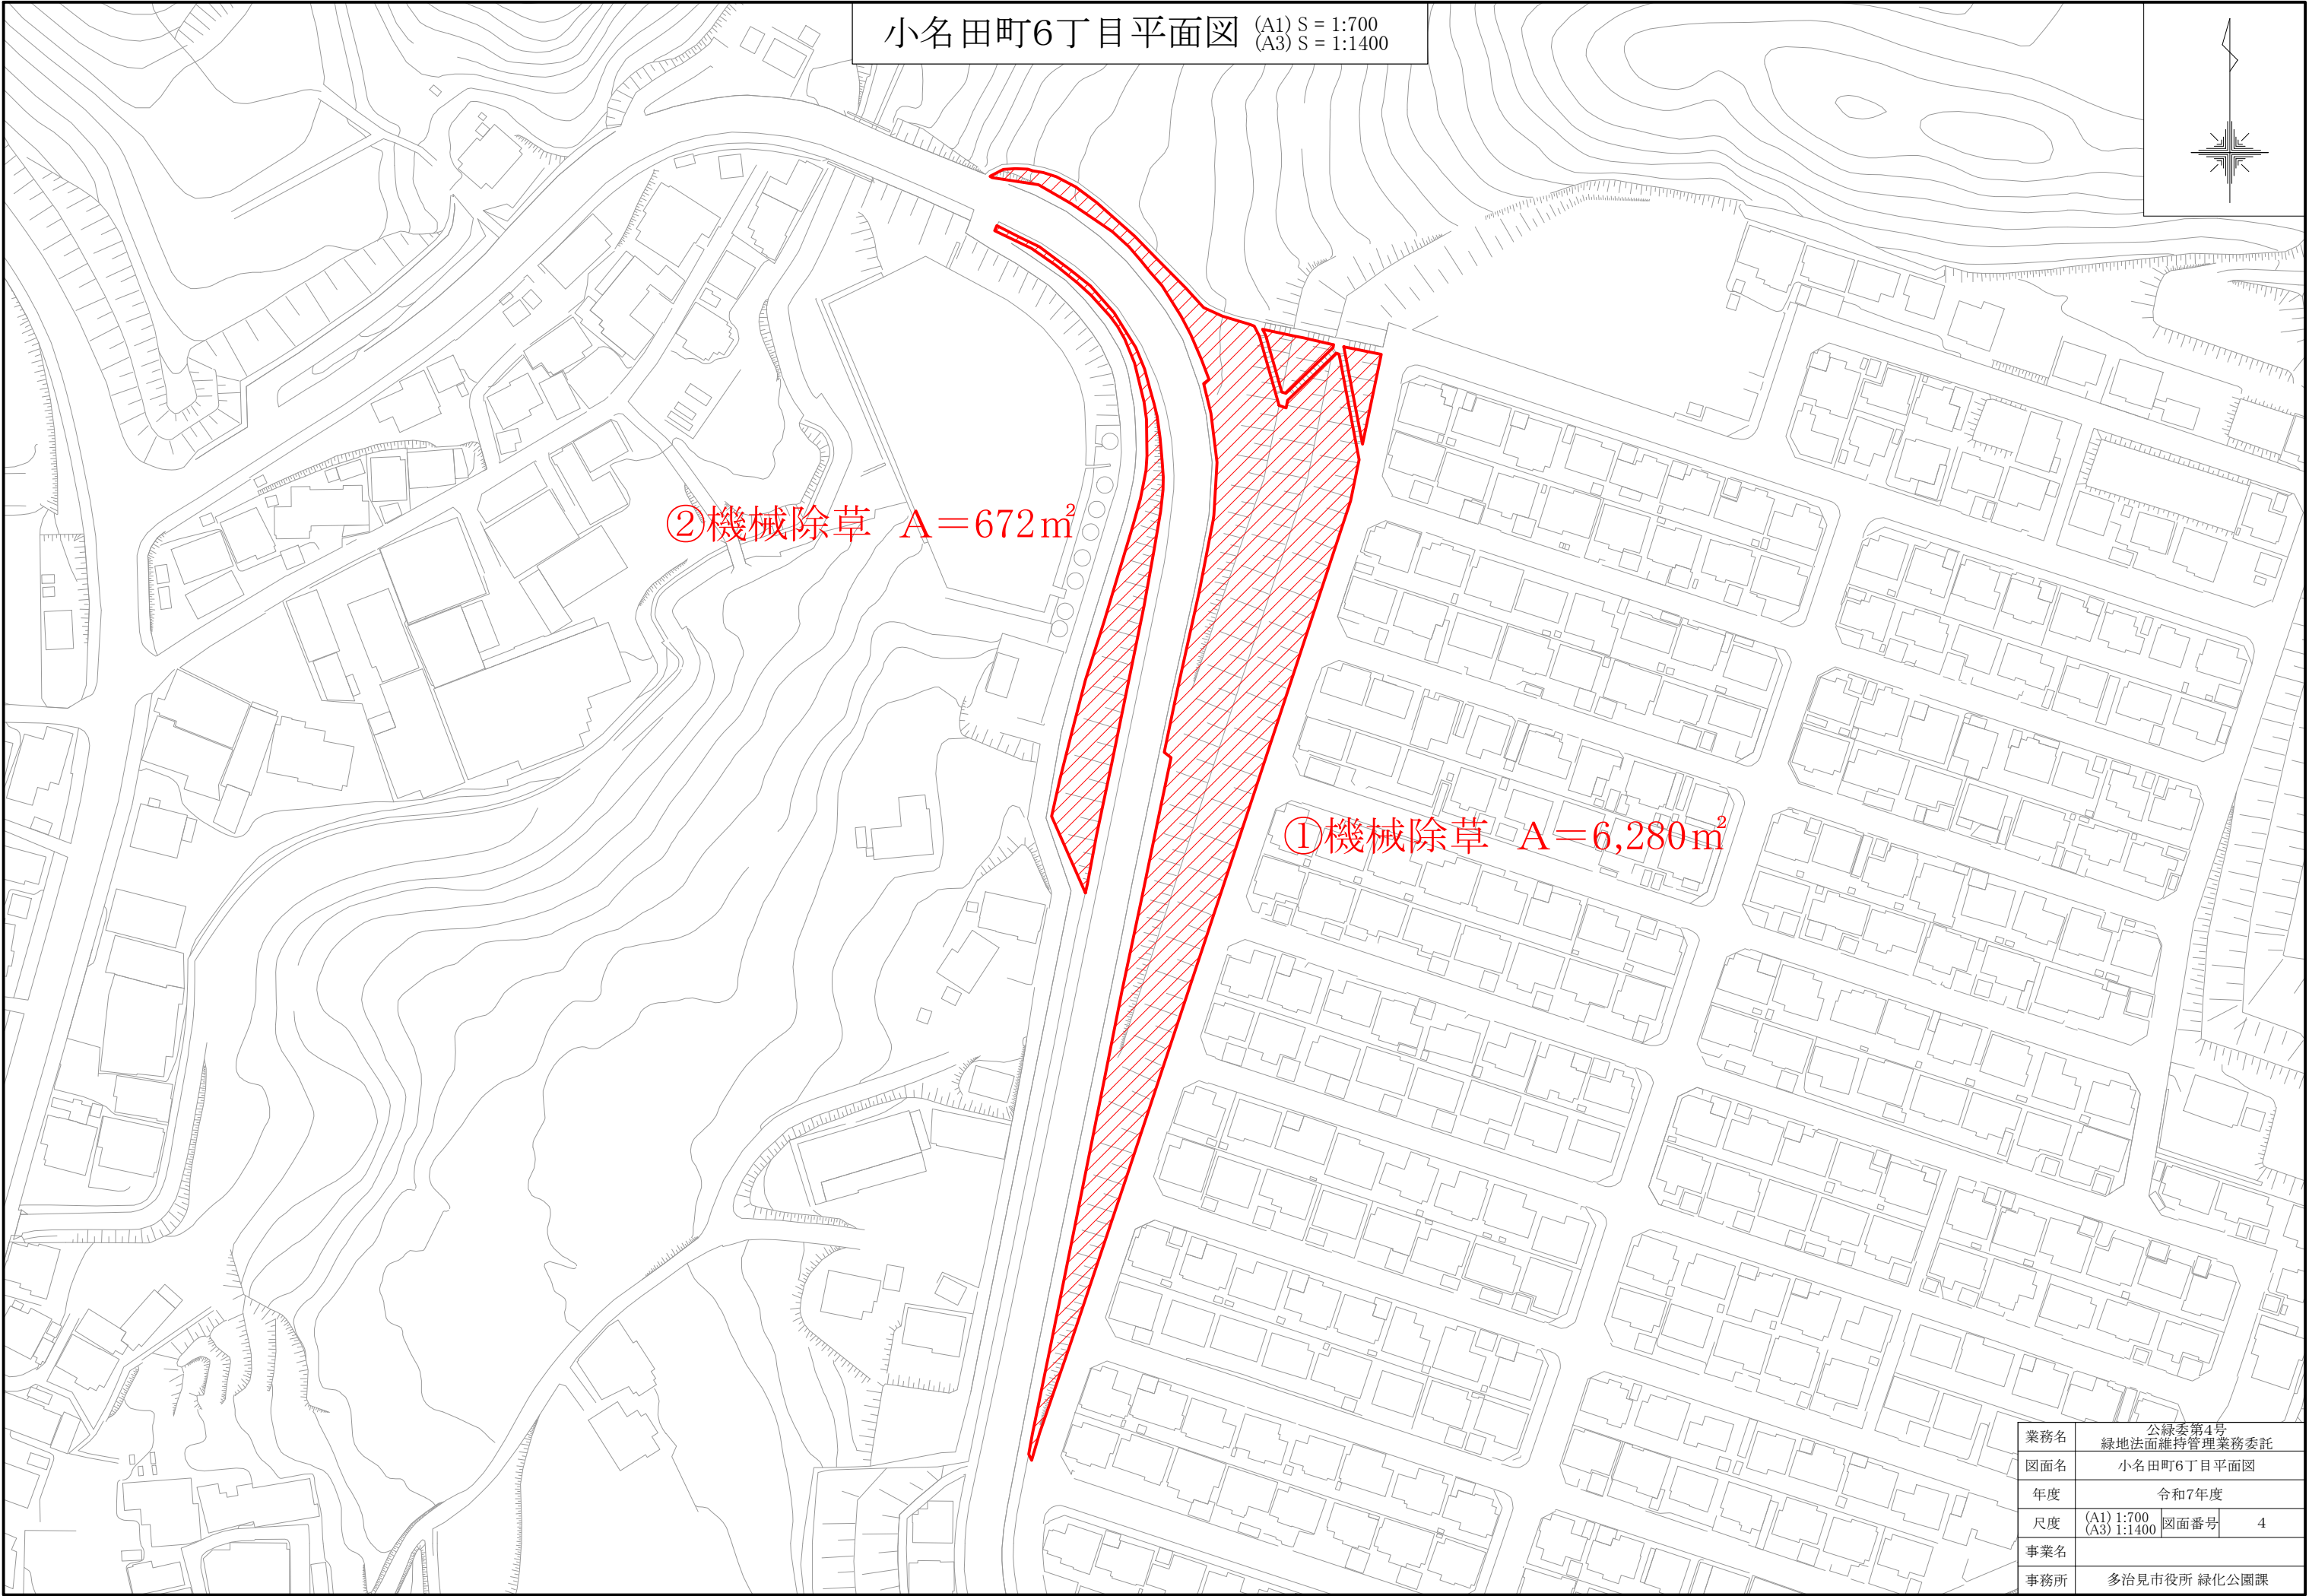 小名田町6丁目平面図 (A1) S = 1:700
(A3) S = 1:1400
②機械除草 A=672㎡
①機械除草 A=6,280㎡
業務名 公緑委第4号
緑地法面維持管理業務委託
図面名 小名田町6丁目平面図
年度 令和7年度
尺度 (A1) 1:700
(A3) 1:1400 図面番号 4
事業名
事務所 多治見市役所 緑化公園課